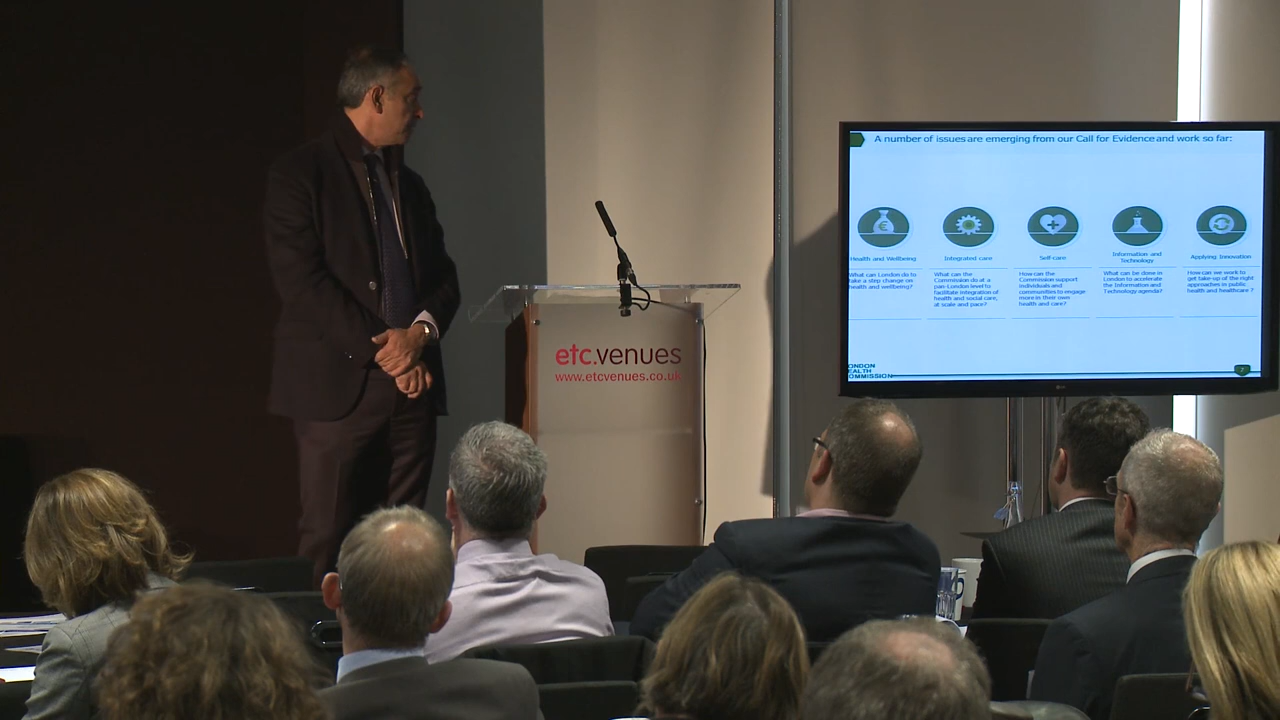 A number of issues are emerging from our Call for Evidence and work so far:
Health and Wellbeing
What can London do to
take a step change on
health and wellbeing?
Integrated care
What can the
Commission do at a
pan-London level to
facilitate integration of
health and social care,
at scale and pace?
Self-care
How can the
Commission support
individuals and
communities to engage
more in their own
health and care?
Information and
Technology
What can be done in
London to accelerate
the Information and
Technology agenda?
Applying Innovation
How can we work to
get take-up of the right
approaches in public
health and healthcare ?
ONDON
EALTH
OMMISSION
7
etc.venues
www.etcvenues.co.uk
LG